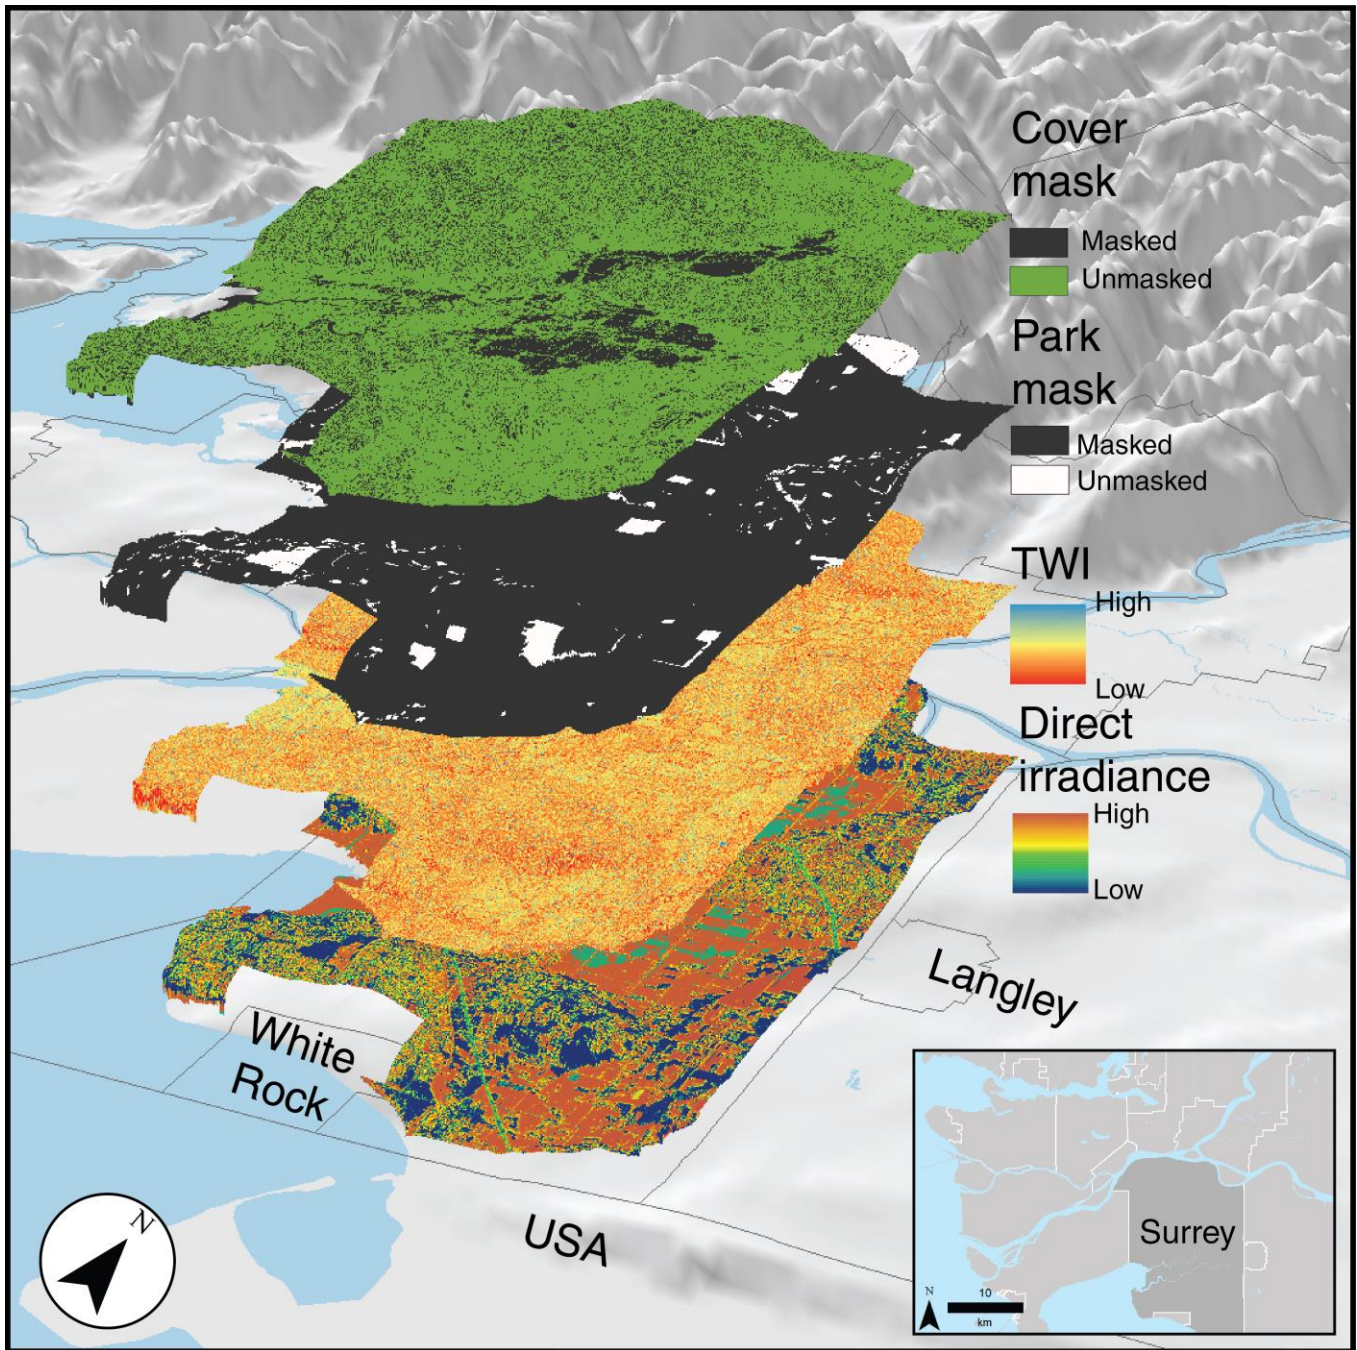 Cover
mask
Masked
Unmasked
Park
mask
Masked
Unmasked
TWI
High
Low
Direct
irradiance
High
Low
Langley
White
Rock
USA
N
Surrey
N
10
km